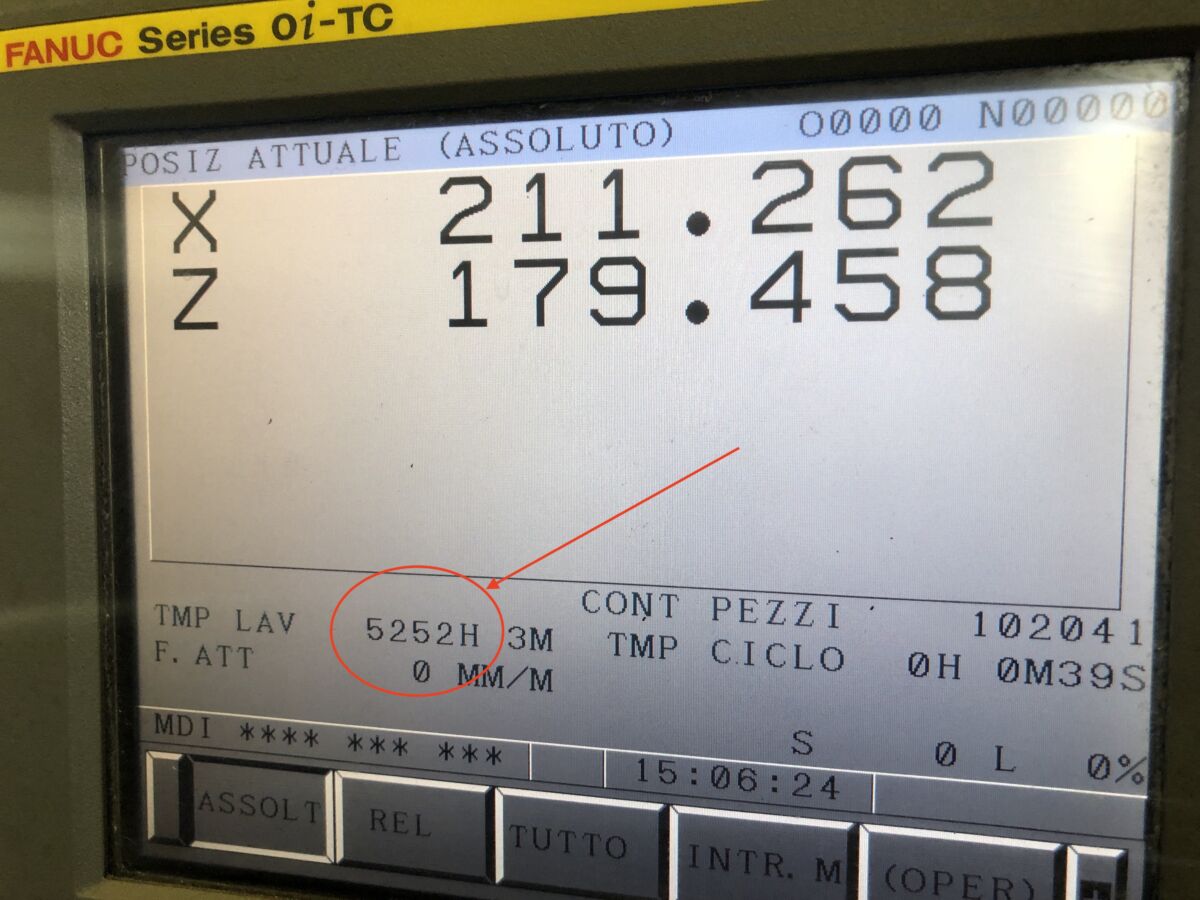 FANUC Series 0i-TC
POSIZ ATTUALE (ASSOLUTO) O0000 N00000
X 211.262
Z 179.458
CONT PEZZI 102041
TMP LAV 5252H 3M TMP CICLO 0H 0M39S
F. ATT 0 MM/M
S 0 L 0%
MDI **** *** ***
15:06:24
ASSOLT REL TUTTO INTR. M (OPER) +